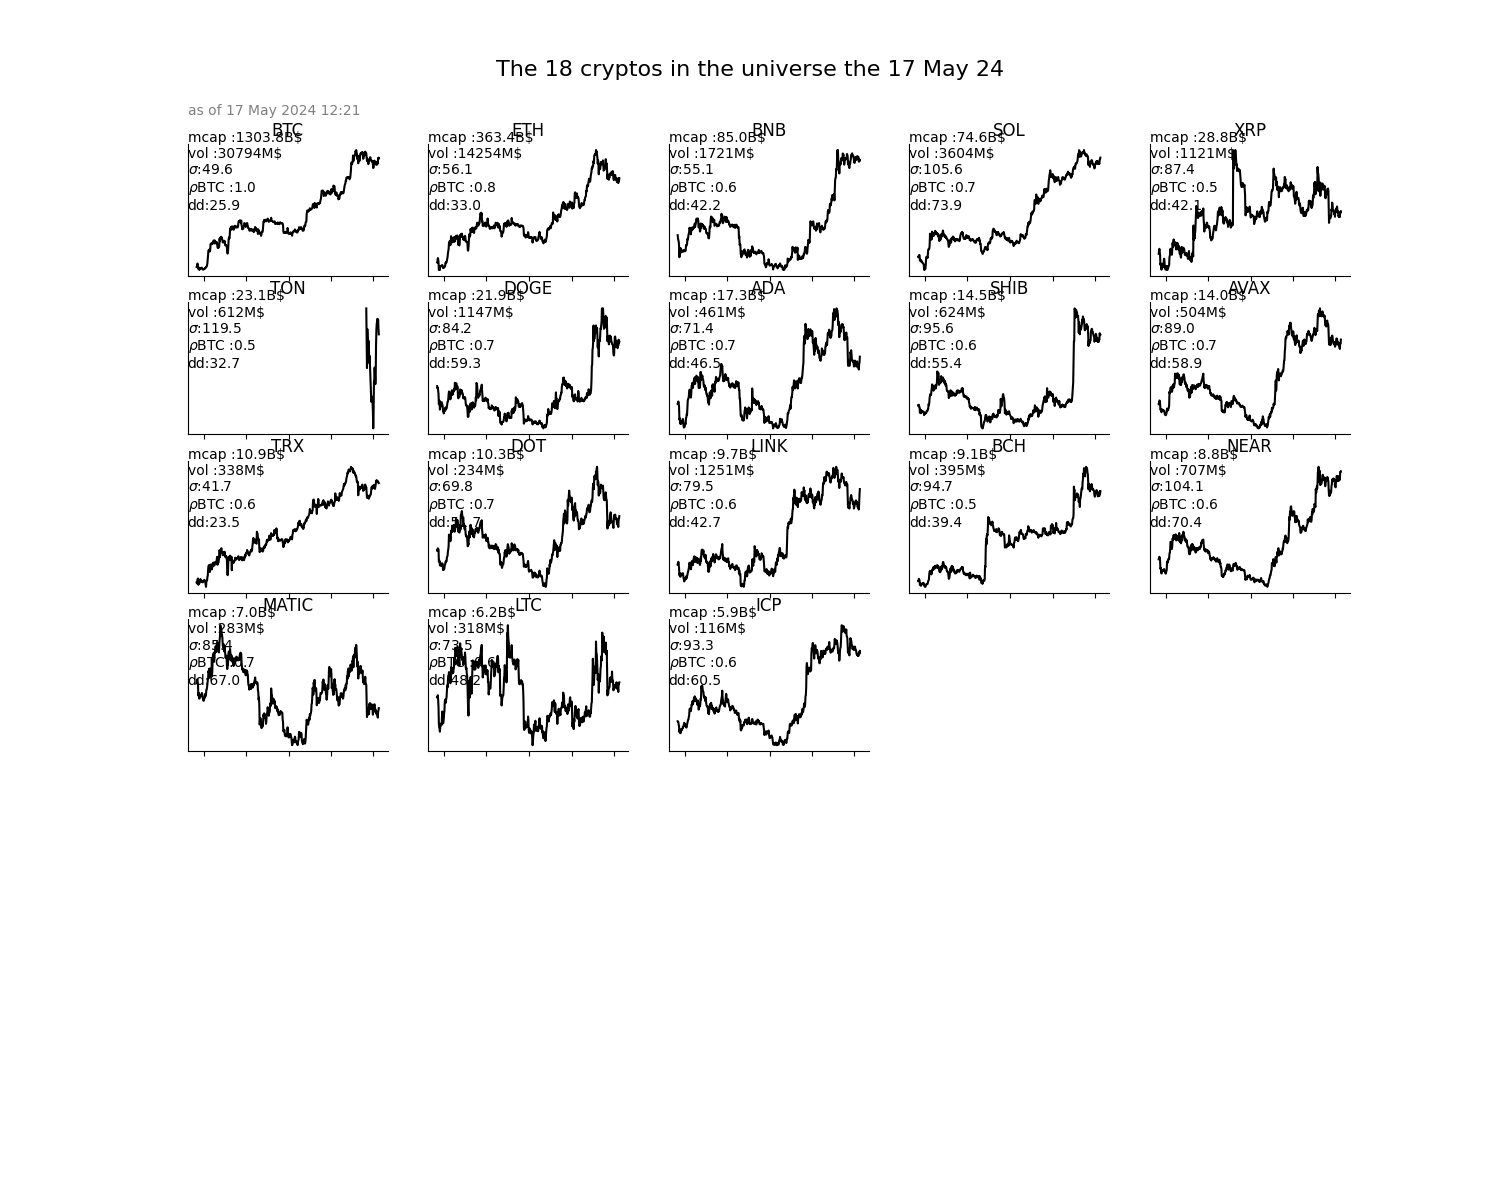 The 18 cryptos in the universe the 17 May 24
as of 17 May 2024 12:21
BTC
mcap :1303.8B$
vol :30794M$
σ:49.6
ρBTC :1.0
dd:25.9
ETH
mcap :363.4B$
vol :14254M$
σ:56.1
ρBTC :0.8
dd:33.0
BNB
mcap :85.0B$
vol :1721M$
σ:55.1
ρBTC :0.6
dd:42.2
SOL
mcap :74.6B$
vol :3604M$
σ:105.6
ρBTC :0.7
dd:73.9
XRP
mcap :28.8B$
vol :1121M$
σ:87.4
ρBTC :0.5
dd:42.1
TON
mcap :23.1B$
vol :612M$
σ:119.5
ρBTC :0.5
dd:32.7
DOGE
mcap :21.9B$
vol :1147M$
σ:84.2
ρBTC :0.7
dd:59.3
ADA
mcap :17.3B$
vol :461M$
σ:71.4
ρBTC :0.7
dd:46.5
SHIB
mcap :14.5B$
vol :624M$
σ:95.6
ρBTC :0.6
dd:55.4
AVAX
mcap :14.0B$
vol :504M$
σ:89.0
ρBTC :0.7
dd:58.9
TRX
mcap :10.9B$
vol :338M$
σ:41.7
ρBTC :0.6
dd:23.5
DOT
mcap :10.3B$
vol :234M$
σ:69.8
ρBTC :0.7
LINK
mcap :9.7B$
vol :1251M$
σ:79.5
ρBTC :0.6
dd:42.7
BCH
mcap :9.1B$
vol :395M$
σ:94.7
ρBTC :0.5
dd:39.4
NEAR
mcap :8.8B$
vol :707M$
σ:104.1
ρBTC :0.6
dd:70.4
MATIC
mcap :7.0B$
vol :283M$
σ:85.4
ρBTC :0.7
dd:67.0
LTC
mcap :6.2B$
vol :318M$
σ:73.5
ρBTC :0.6
dd:48.2
ICP
mcap :5.9B$
vol :116M$
σ:93.3
ρBTC :0.6
dd:60.5